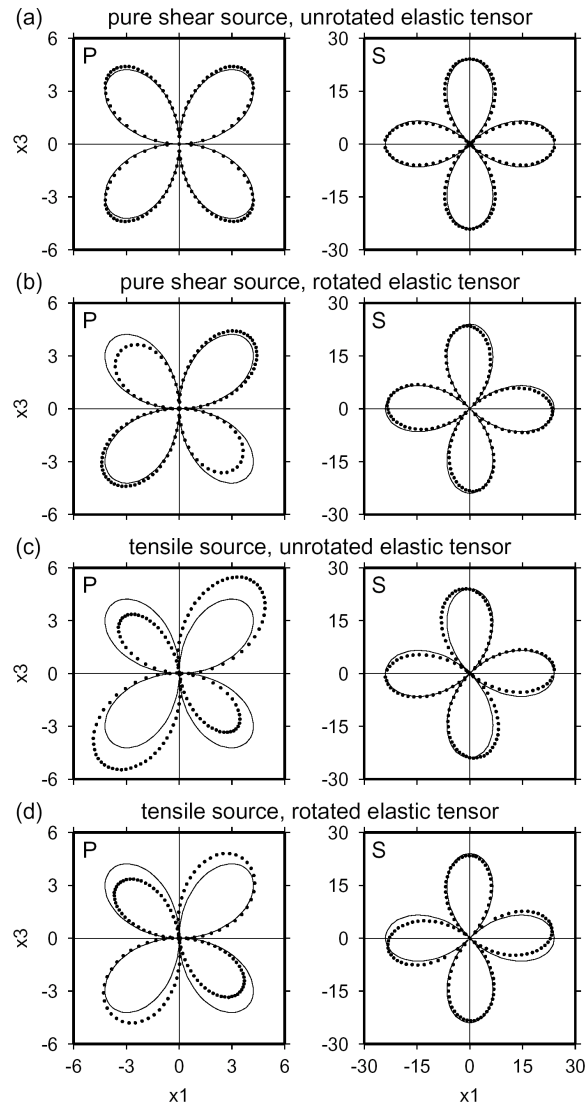 (a) pure shear source, unrotated elastic tensor
6 P 30 S
3 15
x3 0 0
-3 -15
-6 -30
(b) pure shear source, rotated elastic tensor
6 P 30 S
3 15
x3 0 0
-3 -15
-6 -30
(c) tensile source, unrotated elastic tensor
6 P 30 S
3 15
x3 0 0
-3 -15
-6 -30
(d) tensile source, rotated elastic tensor
6 P 30 S
3 15
x3 0 0
-3 -15
-6 -30
-6 -3 0 3 6 -30 -15 0 15 30
x1 x1